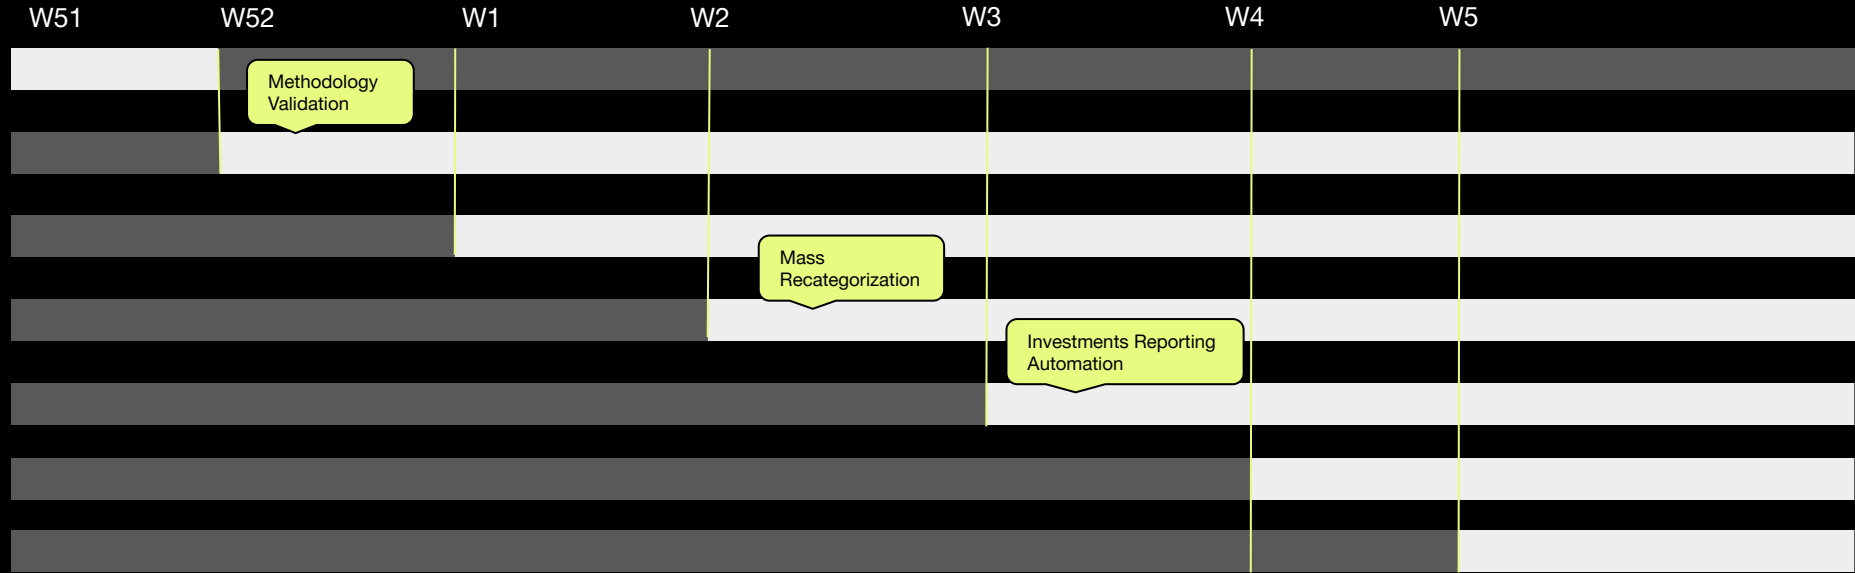 W51 W52 W1 W2 W3 W4 W5
Methodology
Validation
Mass
Recategorization
Investments Reporting
Automation